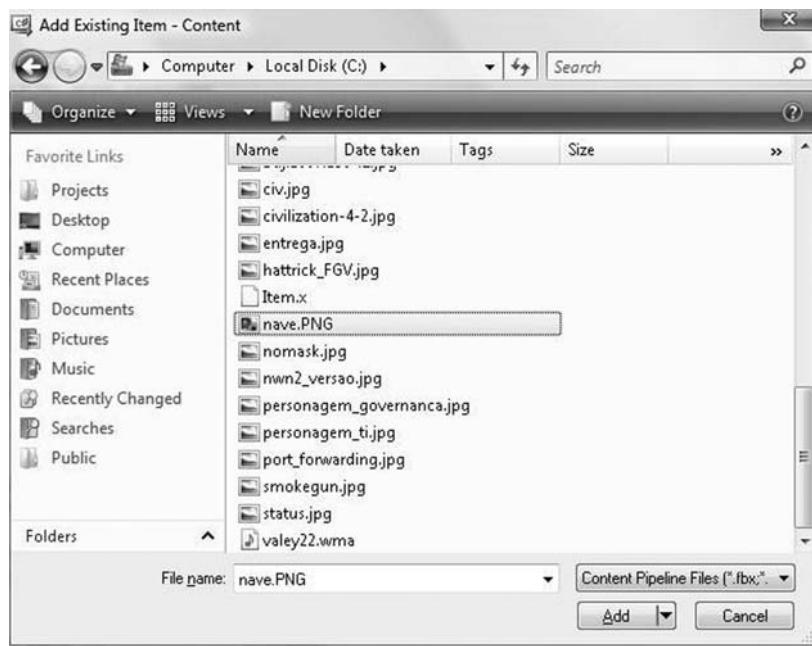 Add Existing Item - Content
Computer Local Disk (C:) Search
Organize Views New Folder
Favorite Links
Projects
Desktop
Computer
Recent Places
Documents
Pictures
Music
Recently Changed
Searches
Public
Folders
Name Date taken Tags Size »
civ.jpg
civilization-4-2.jpg
entrega.jpg
hattrick_FGV.jpg
Item.x
nave.PNG
nomask.jpg
nwn2_versao.jpg
personagem_governanca.jpg
personagem_ti.jpg
port_forwarding.jpg
smokegun.jpg
status.jpg
valey22.wma
File name: nave.PNG Content Pipeline Files (*.fbx;*.
Add Cancel